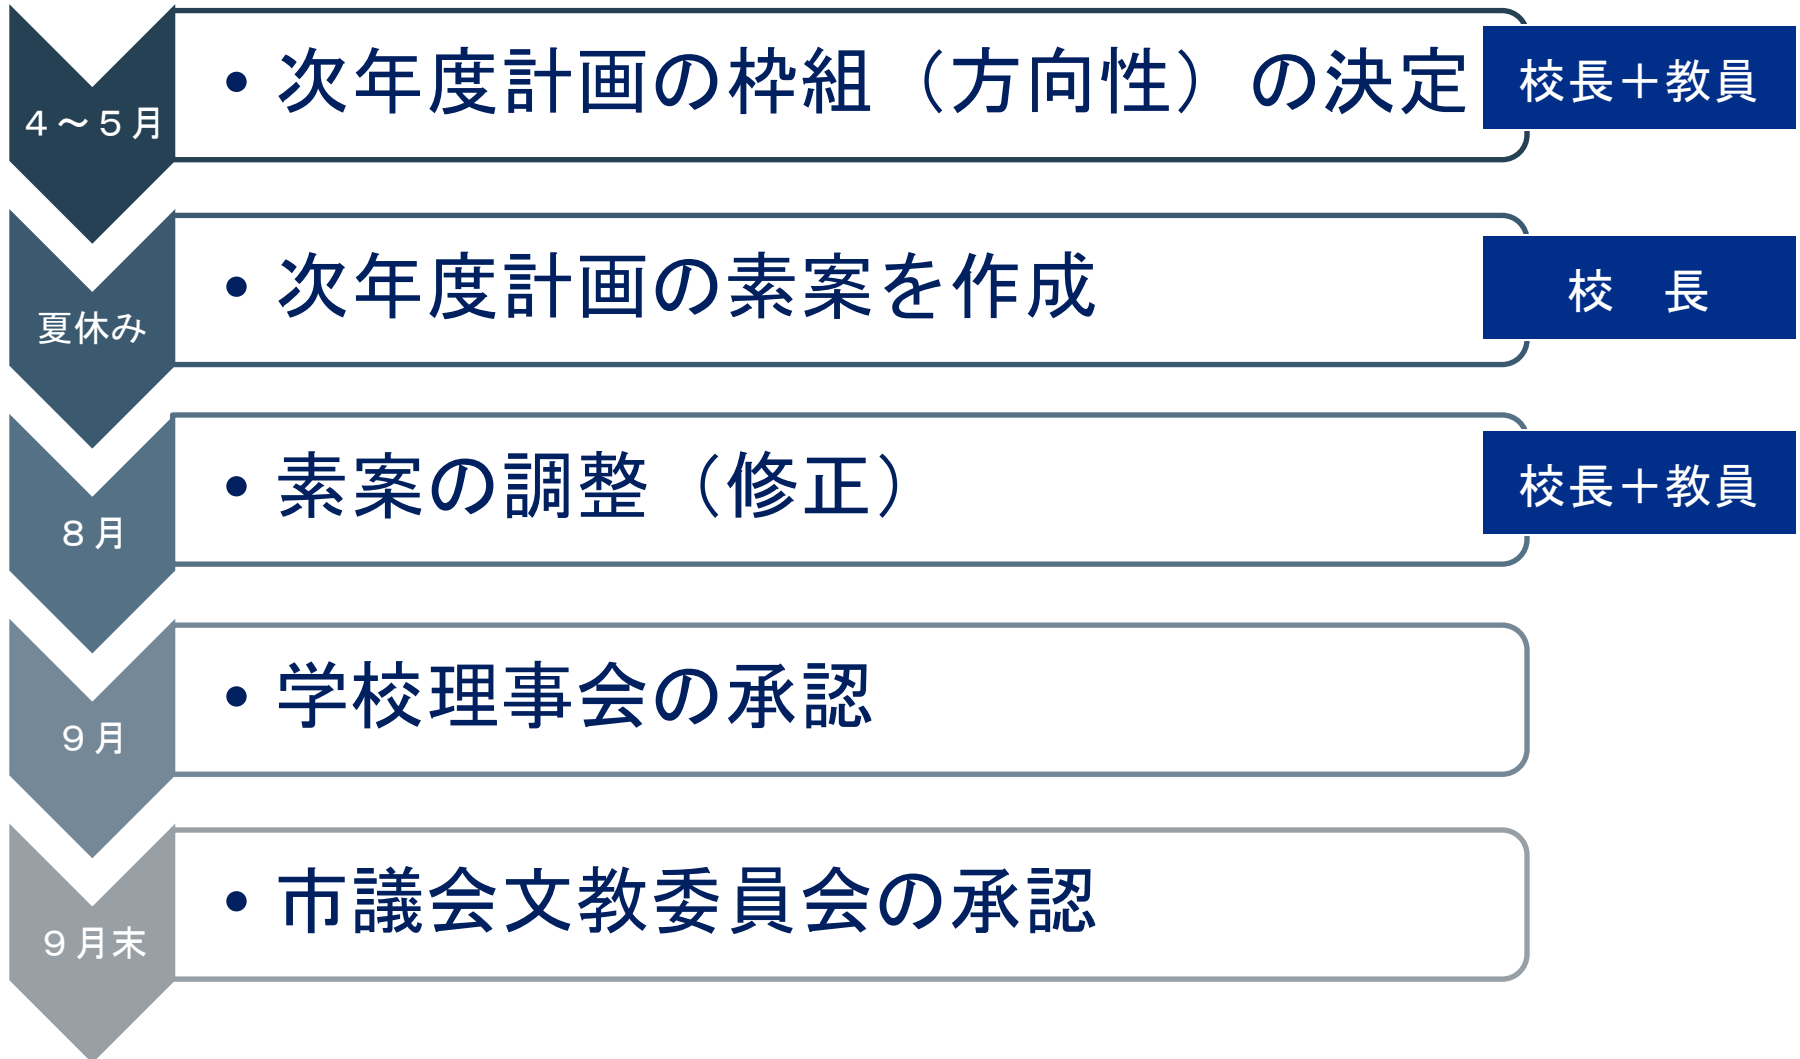 ４～５月
• 次年度計画の枠組（方向性）の決定
校長＋教員
夏休み
• 次年度計画の素案を作成
校　長
８月
• 素案の調整（修正）
校長＋教員
９月
• 学校理事会の承認
９月末
• 市議会文教委員会の承認